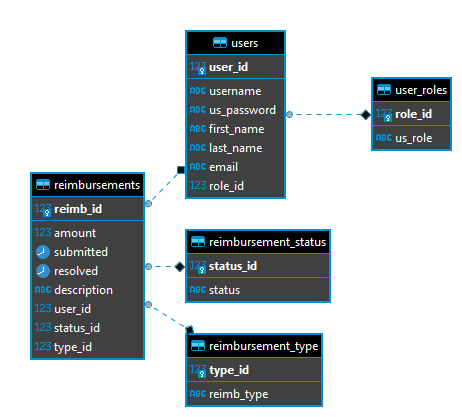 users
123 user_id
ABC username
ABC us_password
ABC first_name
ABC last_name
ABC email
123 role_id
user_roles
123 role_id
ABC us_role
reimbursements
123 reimb_id
123 amount
submitted
resolved
ABC description
123 user_id
123 status_id
123 type_id
reimbursement_status
123 status_id
ABC status
reimbursement_type
123 type_id
ABC reimb_type